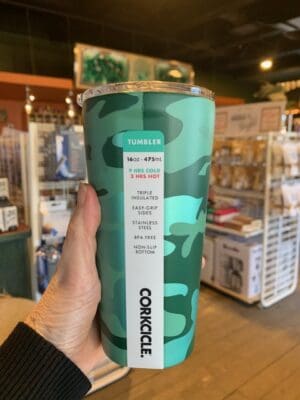 TUMBLER
16oz - 475mL
9 HRS COLD
3 HRS HOT
TRIPLE
INSULATED
EASY-GRIP
SIDES
STAINLESS
STEEL
BPA FREE
NON-SLIP
BOTTOM
CORKCICLE.
CORKCICLE